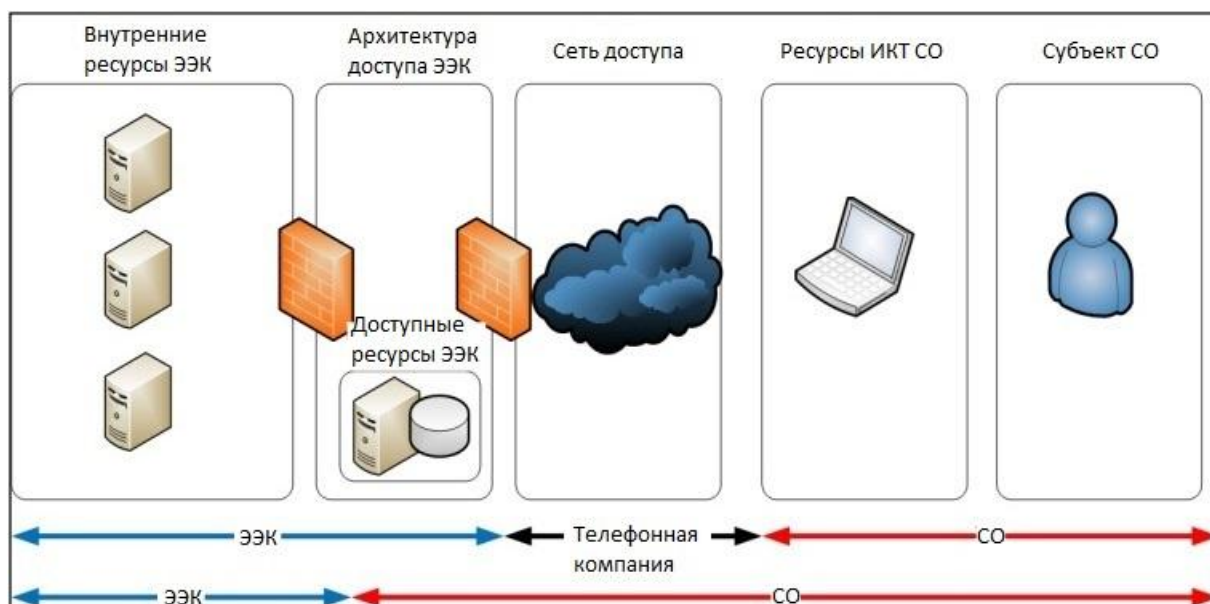 Внутренние
ресурсы ЭЭК
Архитектура
доступа ЭЭК
Сеть доступа
Ресурсы ИКТ СО
Субъект СО
Доступные
ресурсы ЭЭК
ЭЭК
Телефонная
компания
СО
ЭЭК
СО